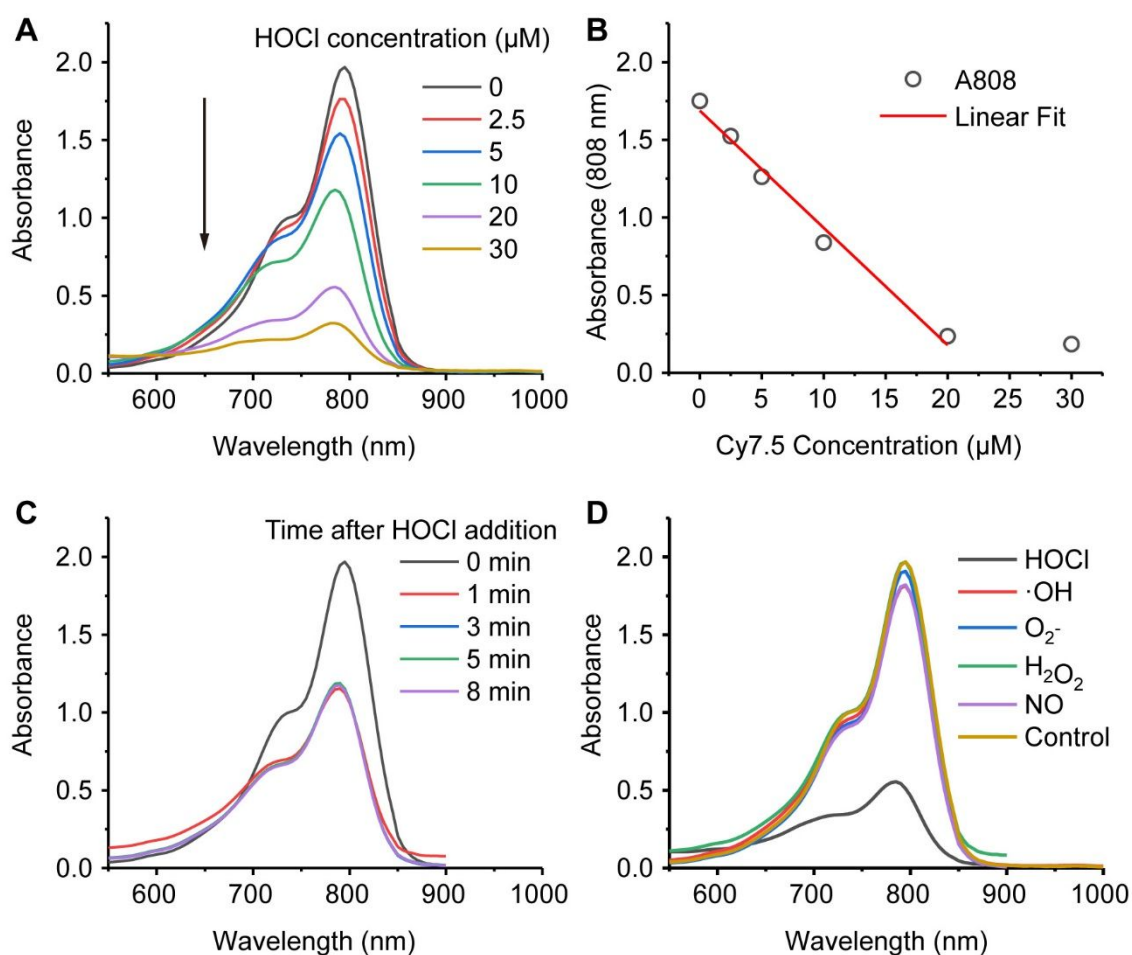 A
HOCl concentration (µM)
0
2.5
5
10
20
30
2.0
1.5
1.0
0.5
0.0
Absorbance
600 700 800 900 1000
Wavelength (nm)
B
A808
Linear Fit
2.0
1.5
1.0
0.5
0.0
Absorbance (808 nm)
0 5 10 15 20 25 30
Cy7.5 Concentration (µM)
C
Time after HOCl addition
0 min
1 min
3 min
5 min
8 min
2.0
1.5
1.0
0.5
0.0
Absorbance
600 700 800 900 1000
Wavelength (nm)
D
HOCl
·OH
O₂-
H₂O₂
NO
Control
2.0
1.5
1.0
0.5
0.0
Absorbance
600 700 800 900 1000
Wavelength (nm)